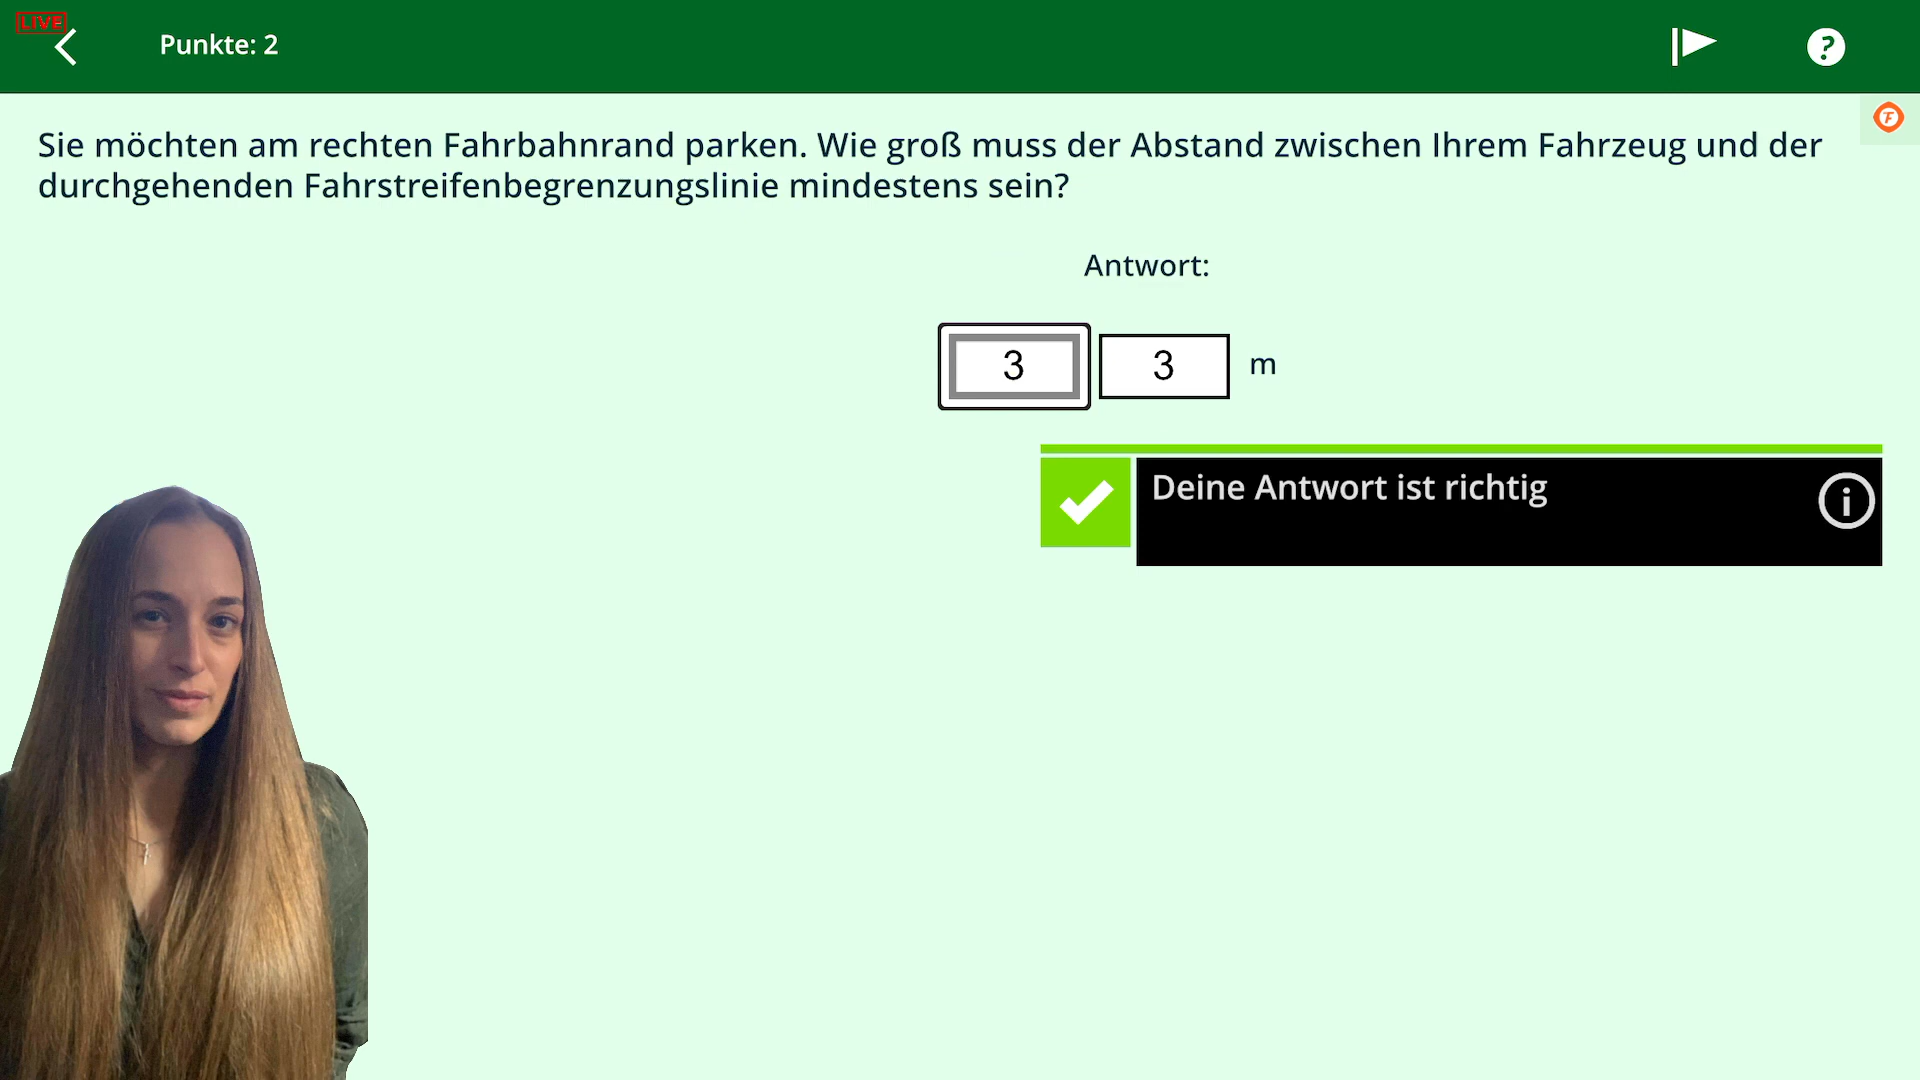 LIVE
Punkte: 2
?
F
Sie möchten am rechten Fahrbahnrand parken. Wie groß muss der Abstand zwischen Ihrem Fahrzeug und der
durchgehenden Fahrstreifenbegrenzungslinie mindestens sein?
Antwort:
3 3 m
Deine Antwort ist richtig
i